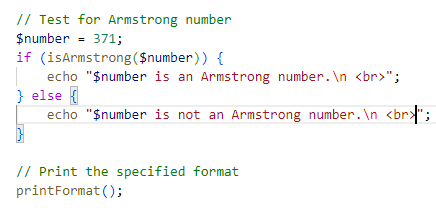 // Test for Armstrong number
$number = 371;
if (isArmstrong($number)) {
    echo "$number is an Armstrong number.\n <br>";
} else {
    echo "$number is not an Armstrong number.\n <br>";
}

// Print the specified format
printFormat();